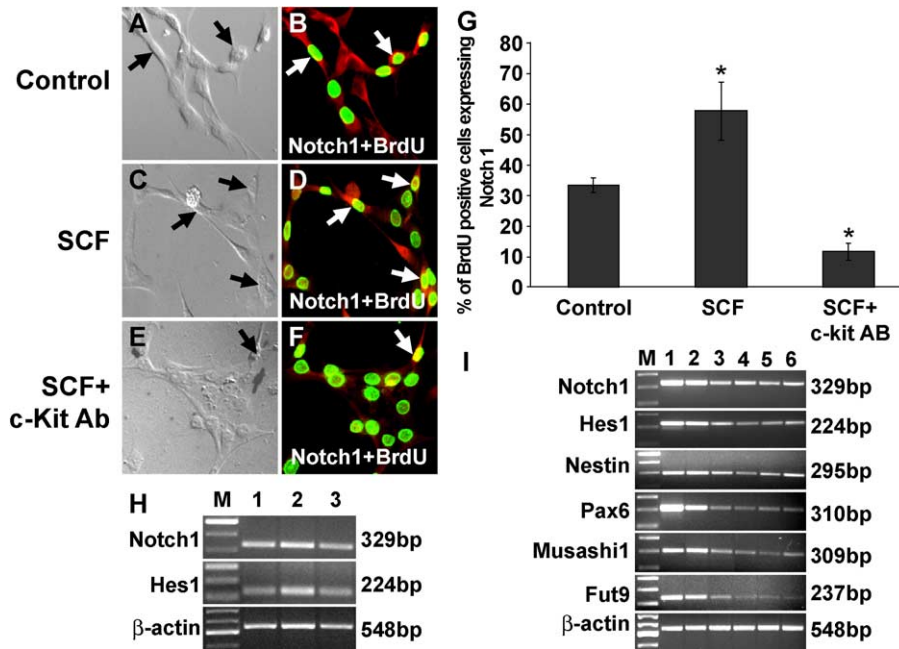 A
B
Control
Notch1+BrdU
C
D
SCF
Notch1+BrdU
E
F
SCF+
c-Kit Ab
Notch1+BrdU
G
% of BrdU positive cells expressing
Notch 1
80
70
60
50
40
30
20
10
0
*
*
Control
SCF
SCF+
c-kit AB
H
M 1 2 3
Notch1 329bp
Hes1 224bp
β-actin 548bp
I
M 1 2 3 4 5 6
Notch1 329bp
Hes1 224bp
Nestin 295bp
Pax6 310bp
Musashi1 309bp
Fut9 237bp
β-actin 548bp